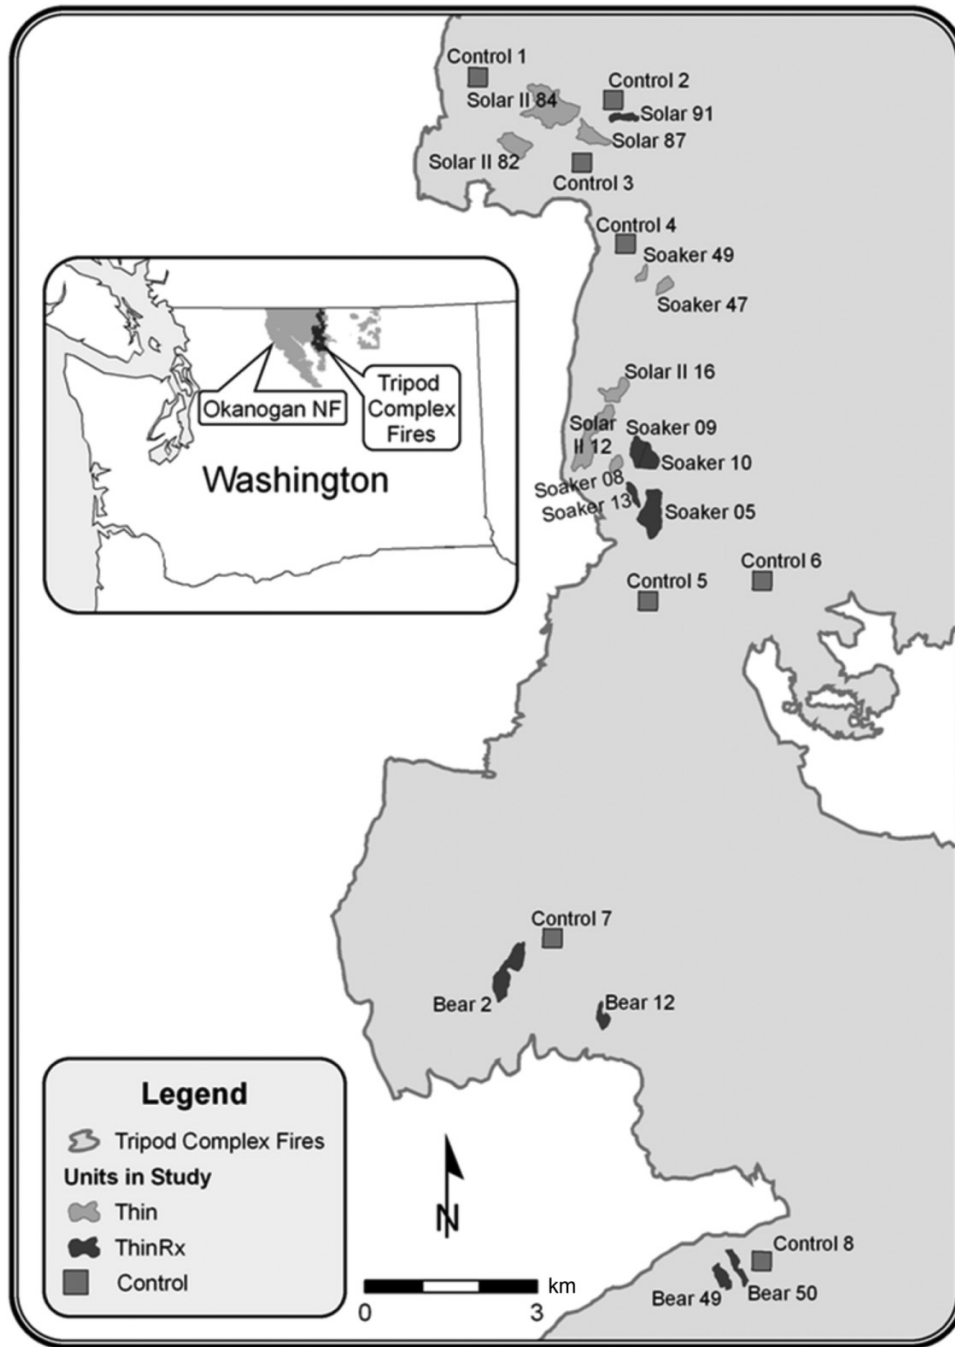 Control 1
Control 2
Solar II 84
Solar 91
Solar 87
Solar II 82
Control 3
Control 4
Soaker 49
Soaker 47
Solar II 16
Solar
II 12
Soaker 09
Soaker 10
Soaker 08
Soaker 13
Soaker 05
Control 6
Control 5
Okanogan NF
Tripod
Complex
Fires
Washington
Control 7
Bear 2
Bear 12
Legend
Tripod Complex Fires
Units in Study
Thin
ThinRx
Control
N
km
0 3
Control 8
Bear 49
Bear 50